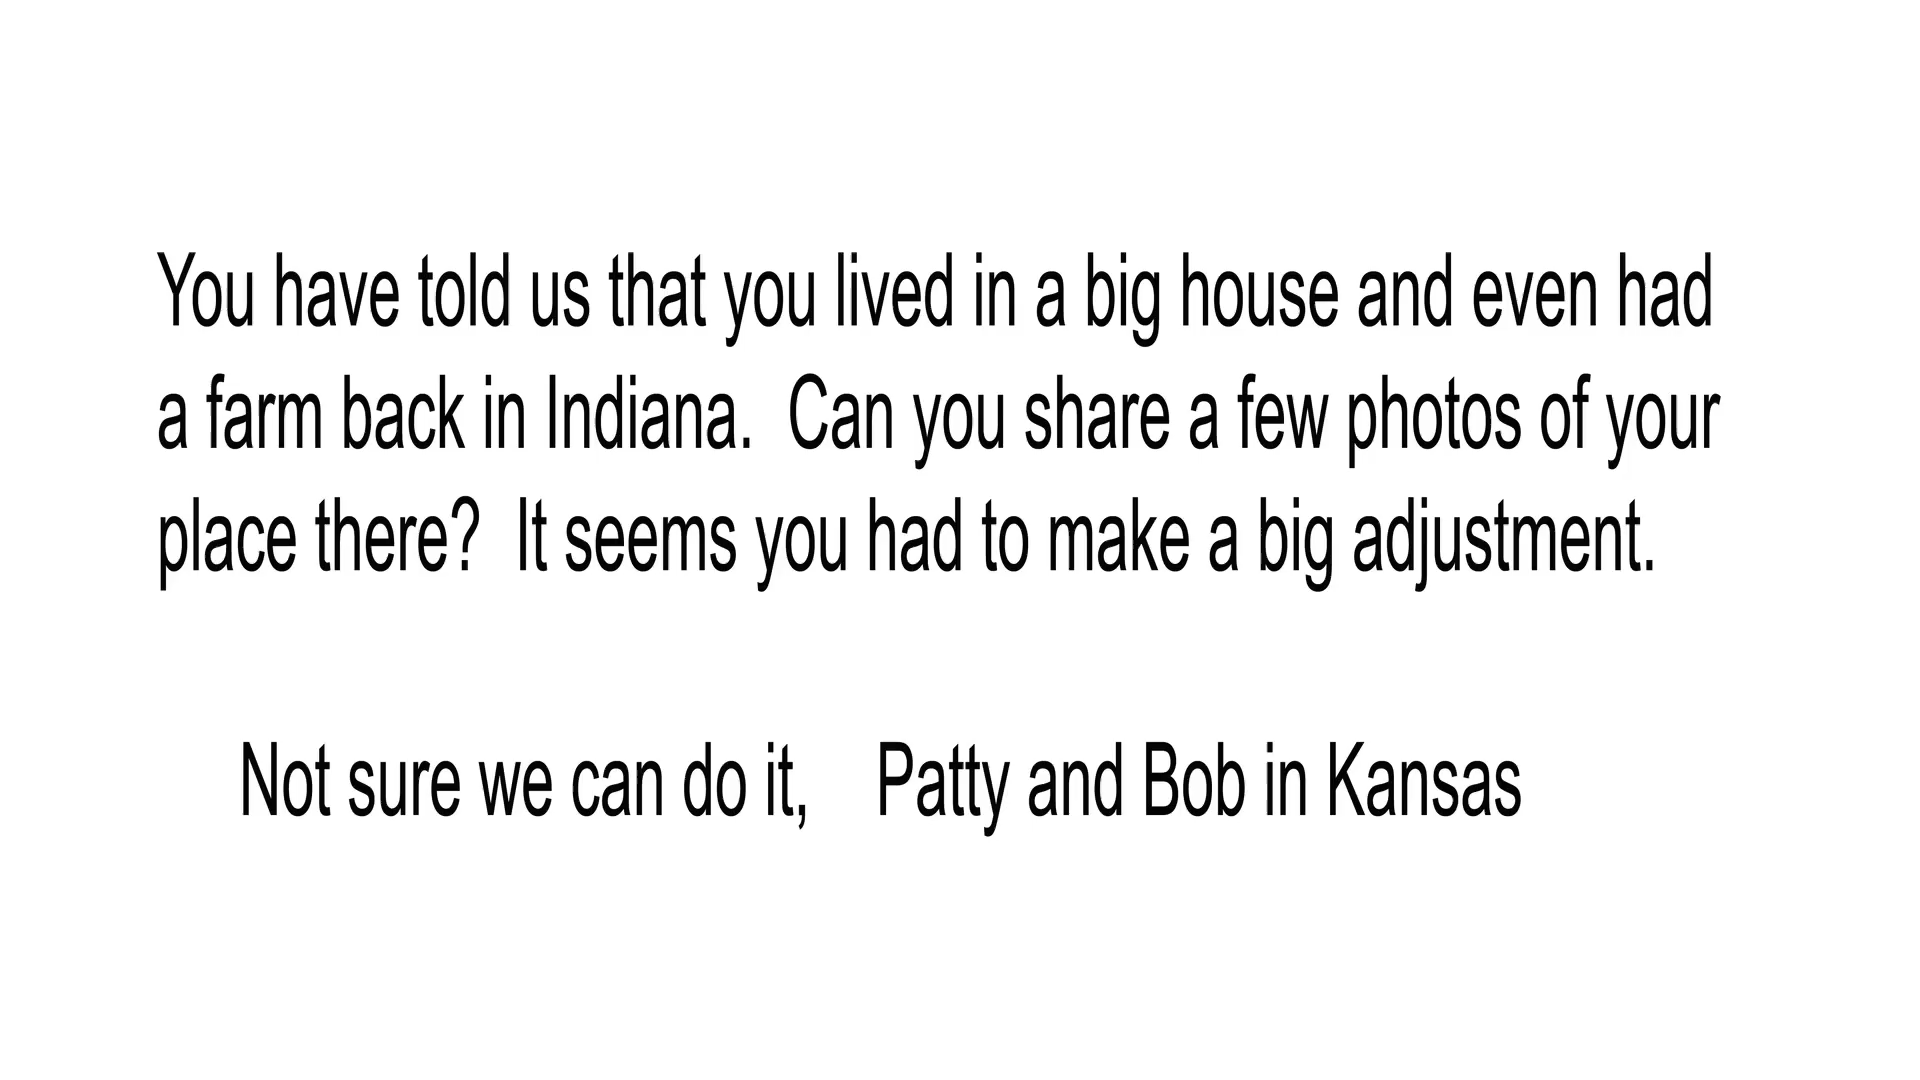 You have told us that you lived in a big house and even had
a farm back in Indiana.  Can you share a few photos of your
place there?  It seems you had to make a big adjustment.
Not sure we can do it,    Patty and Bob in Kansas